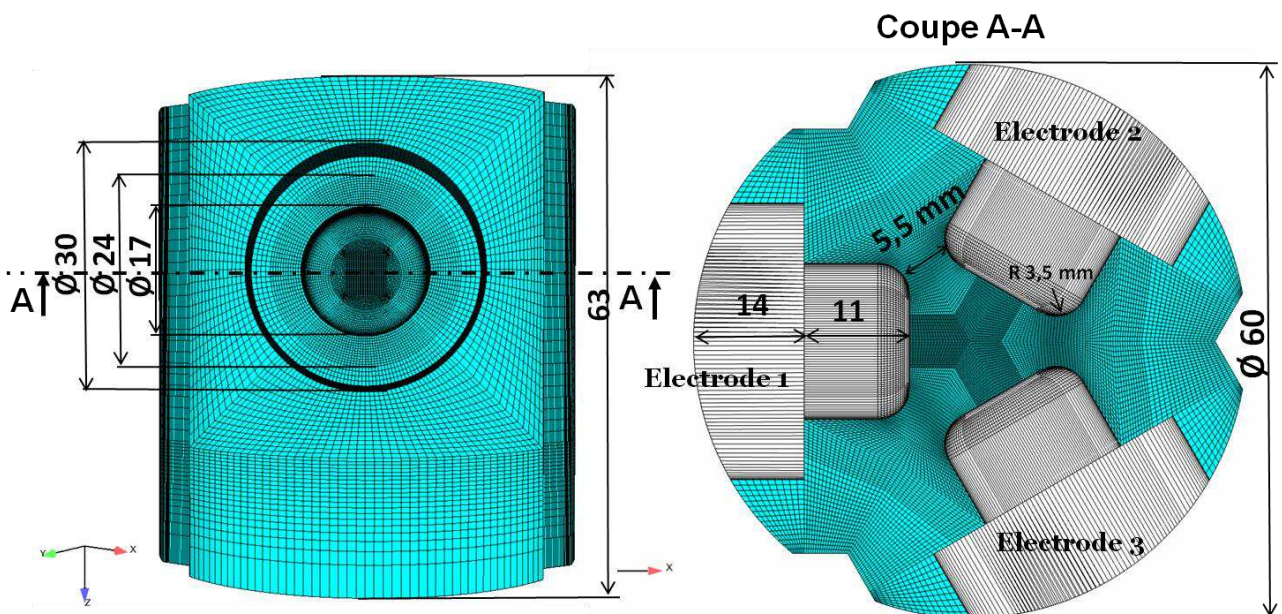 Coupe A-A
Ø 30
Ø 24
Ø 17
A
A
63
x
Y
Z
x
Electrode 2
5,5 mm
R 3,5 mm
14
11
Electrode 1
Ø 60
Electrode 3